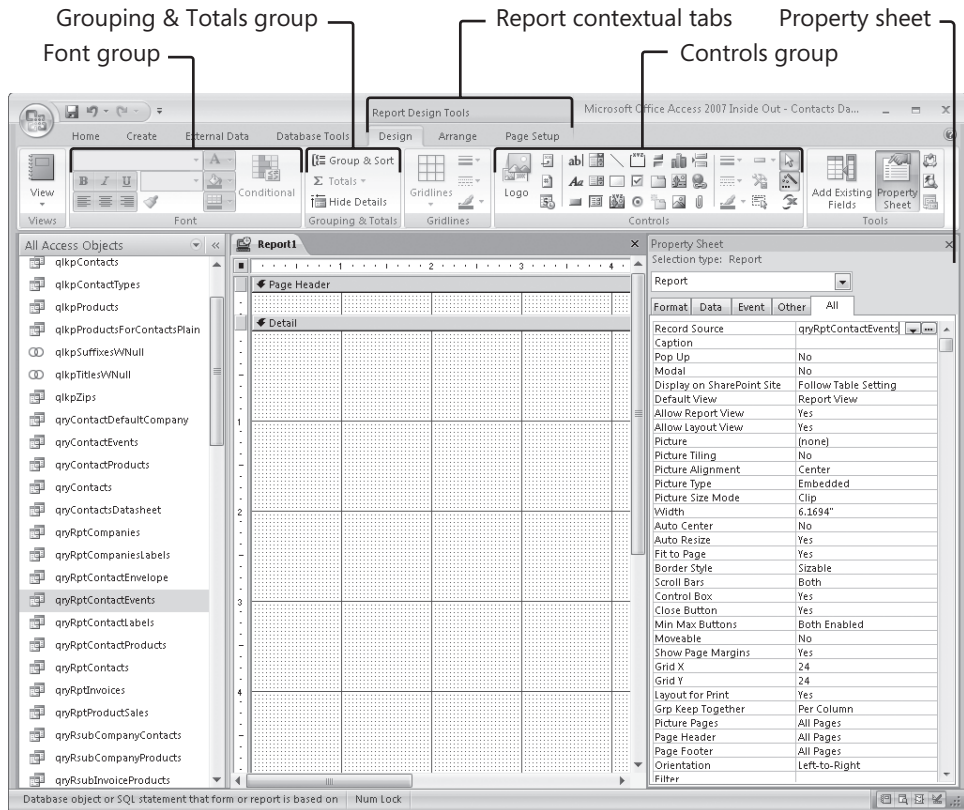 Grouping & Totals group
Report contextual tabs
Property sheet
Font group
Controls group
Report Design Tools
Microsoft Office Access 2007 Inside Out - Contacts Da...
Home Create External Data Database Tools Design Arrange Page Setup
View
B I U
Conditional
Group & Sort
Σ Totals
Hide Details
Gridlines
Logo
ab|
Aa
Add Existing Fields
Property Sheet
Views Font Grouping & Totals Gridlines Controls Tools
All Access Objects
qlkpContacts
qlkpContactTypes
qlkpProducts
qlkpProductsForContactsPlain
qlkpSuffixesWNull
qlkpTitlesWNull
qlkpZips
qryContactDefaultCompany
qryContactEvents
qryContactProducts
qryContacts
qryContactsDatasheet
qryRptCompanies
qryRptCompaniesLabels
qryRptContactEnvelope
qryRptContactEvents
qryRptContactLabels
qryRptContactProducts
qryRptContacts
qryRptInvoices
qryRptProductSales
qryRsubCompanyContacts
qryRsubCompanyProducts
qryRsubInvoiceProducts
Report1
1 2 3 4
Page Header
Detail
1
2
3
4
Property Sheet
Selection type: Report
Report
Format Data Event Other All
Record Source qryRptContactEvents
Caption
Pop Up No
Modal No
Display on SharePoint Site Follow Table Setting
Default View Report View
Allow Report View Yes
Allow Layout View Yes
Picture (none)
Picture Tiling No
Picture Alignment Center
Picture Type Embedded
Picture Size Mode Clip
Width 6.1694"
Auto Center No
Auto Resize Yes
Fit to Page Yes
Border Style Sizable
Scroll Bars Both
Control Box Yes
Close Button Yes
Min Max Buttons Both Enabled
Moveable No
Show Page Margins Yes
Grid X 24
Grid Y 24
Layout for Print Yes
Grp Keep Together Per Column
Picture Pages All Pages
Page Header All Pages
Page Footer All Pages
Orientation Left-to-Right
Filter
Database object or SQL statement that form or report is based on Num Lock